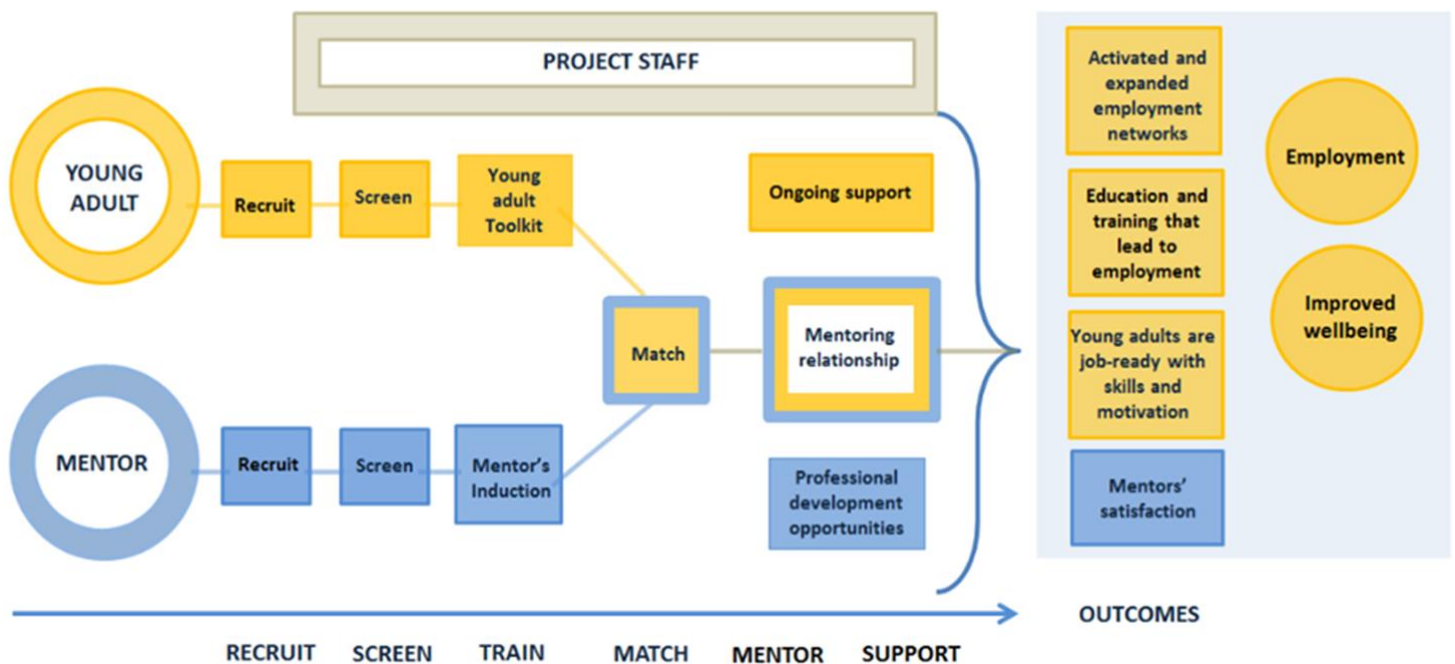 PROJECT STAFF
YOUNG
ADULT
Recruit
Screen
Young
adult
Toolkit
Ongoing support
Match
Mentoring
relationship
MENTOR
Recruit
Screen
Mentor's
Induction
Professional
development
opportunities
Activated and
expanded
employment
networks
Education and
training that
lead to
employment
Young adults are
job-ready with
skills and
motivation
Mentors'
satisfaction
Employment
Improved
wellbeing
OUTCOMES
RECRUIT SCREEN TRAIN MATCH MENTOR SUPPORT